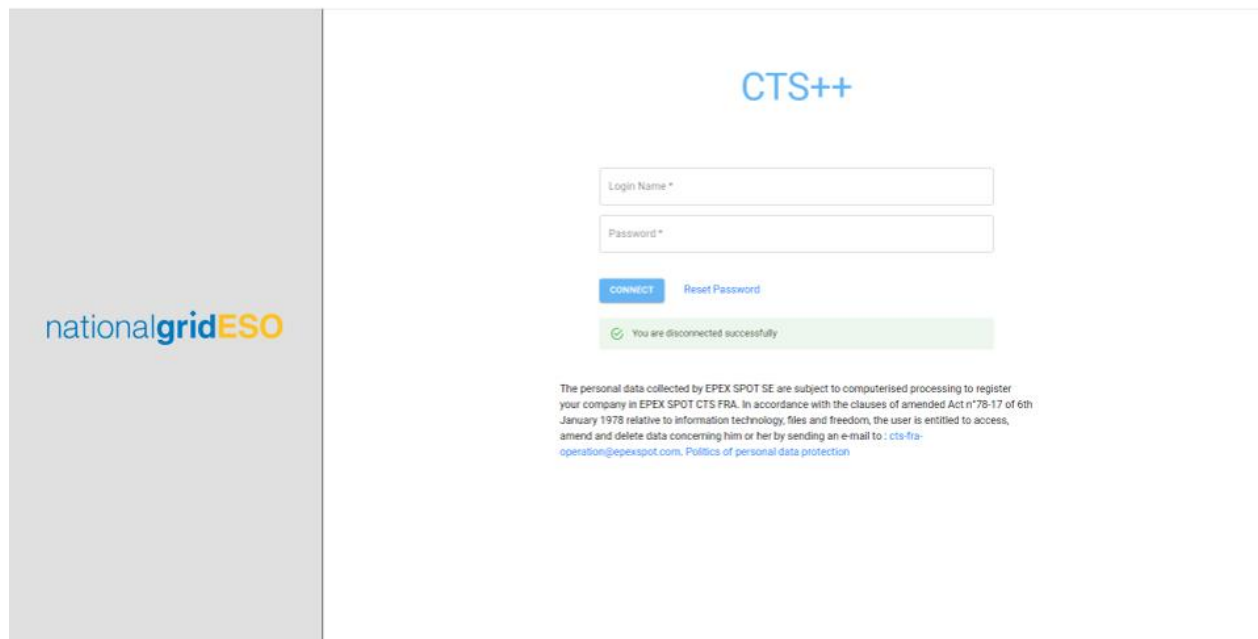 CTS++
Login Name *
Password *
CONNECT Reset Password
nationalgridESO
You are disconnected successfully
The personal data collected by EPEX SPOT SE are subject to computerised processing to register
your company in EPEX SPOT CTS FRA. In accordance with the clauses of amended Act n°78-17 of 6th
January 1978 relative to information technology, files and freedom, the user is entitled to access,
amend and delete data concerning him or her by sending an e-mail to : cts-fra-
operation@epexspot.com. Politics of personal data protection